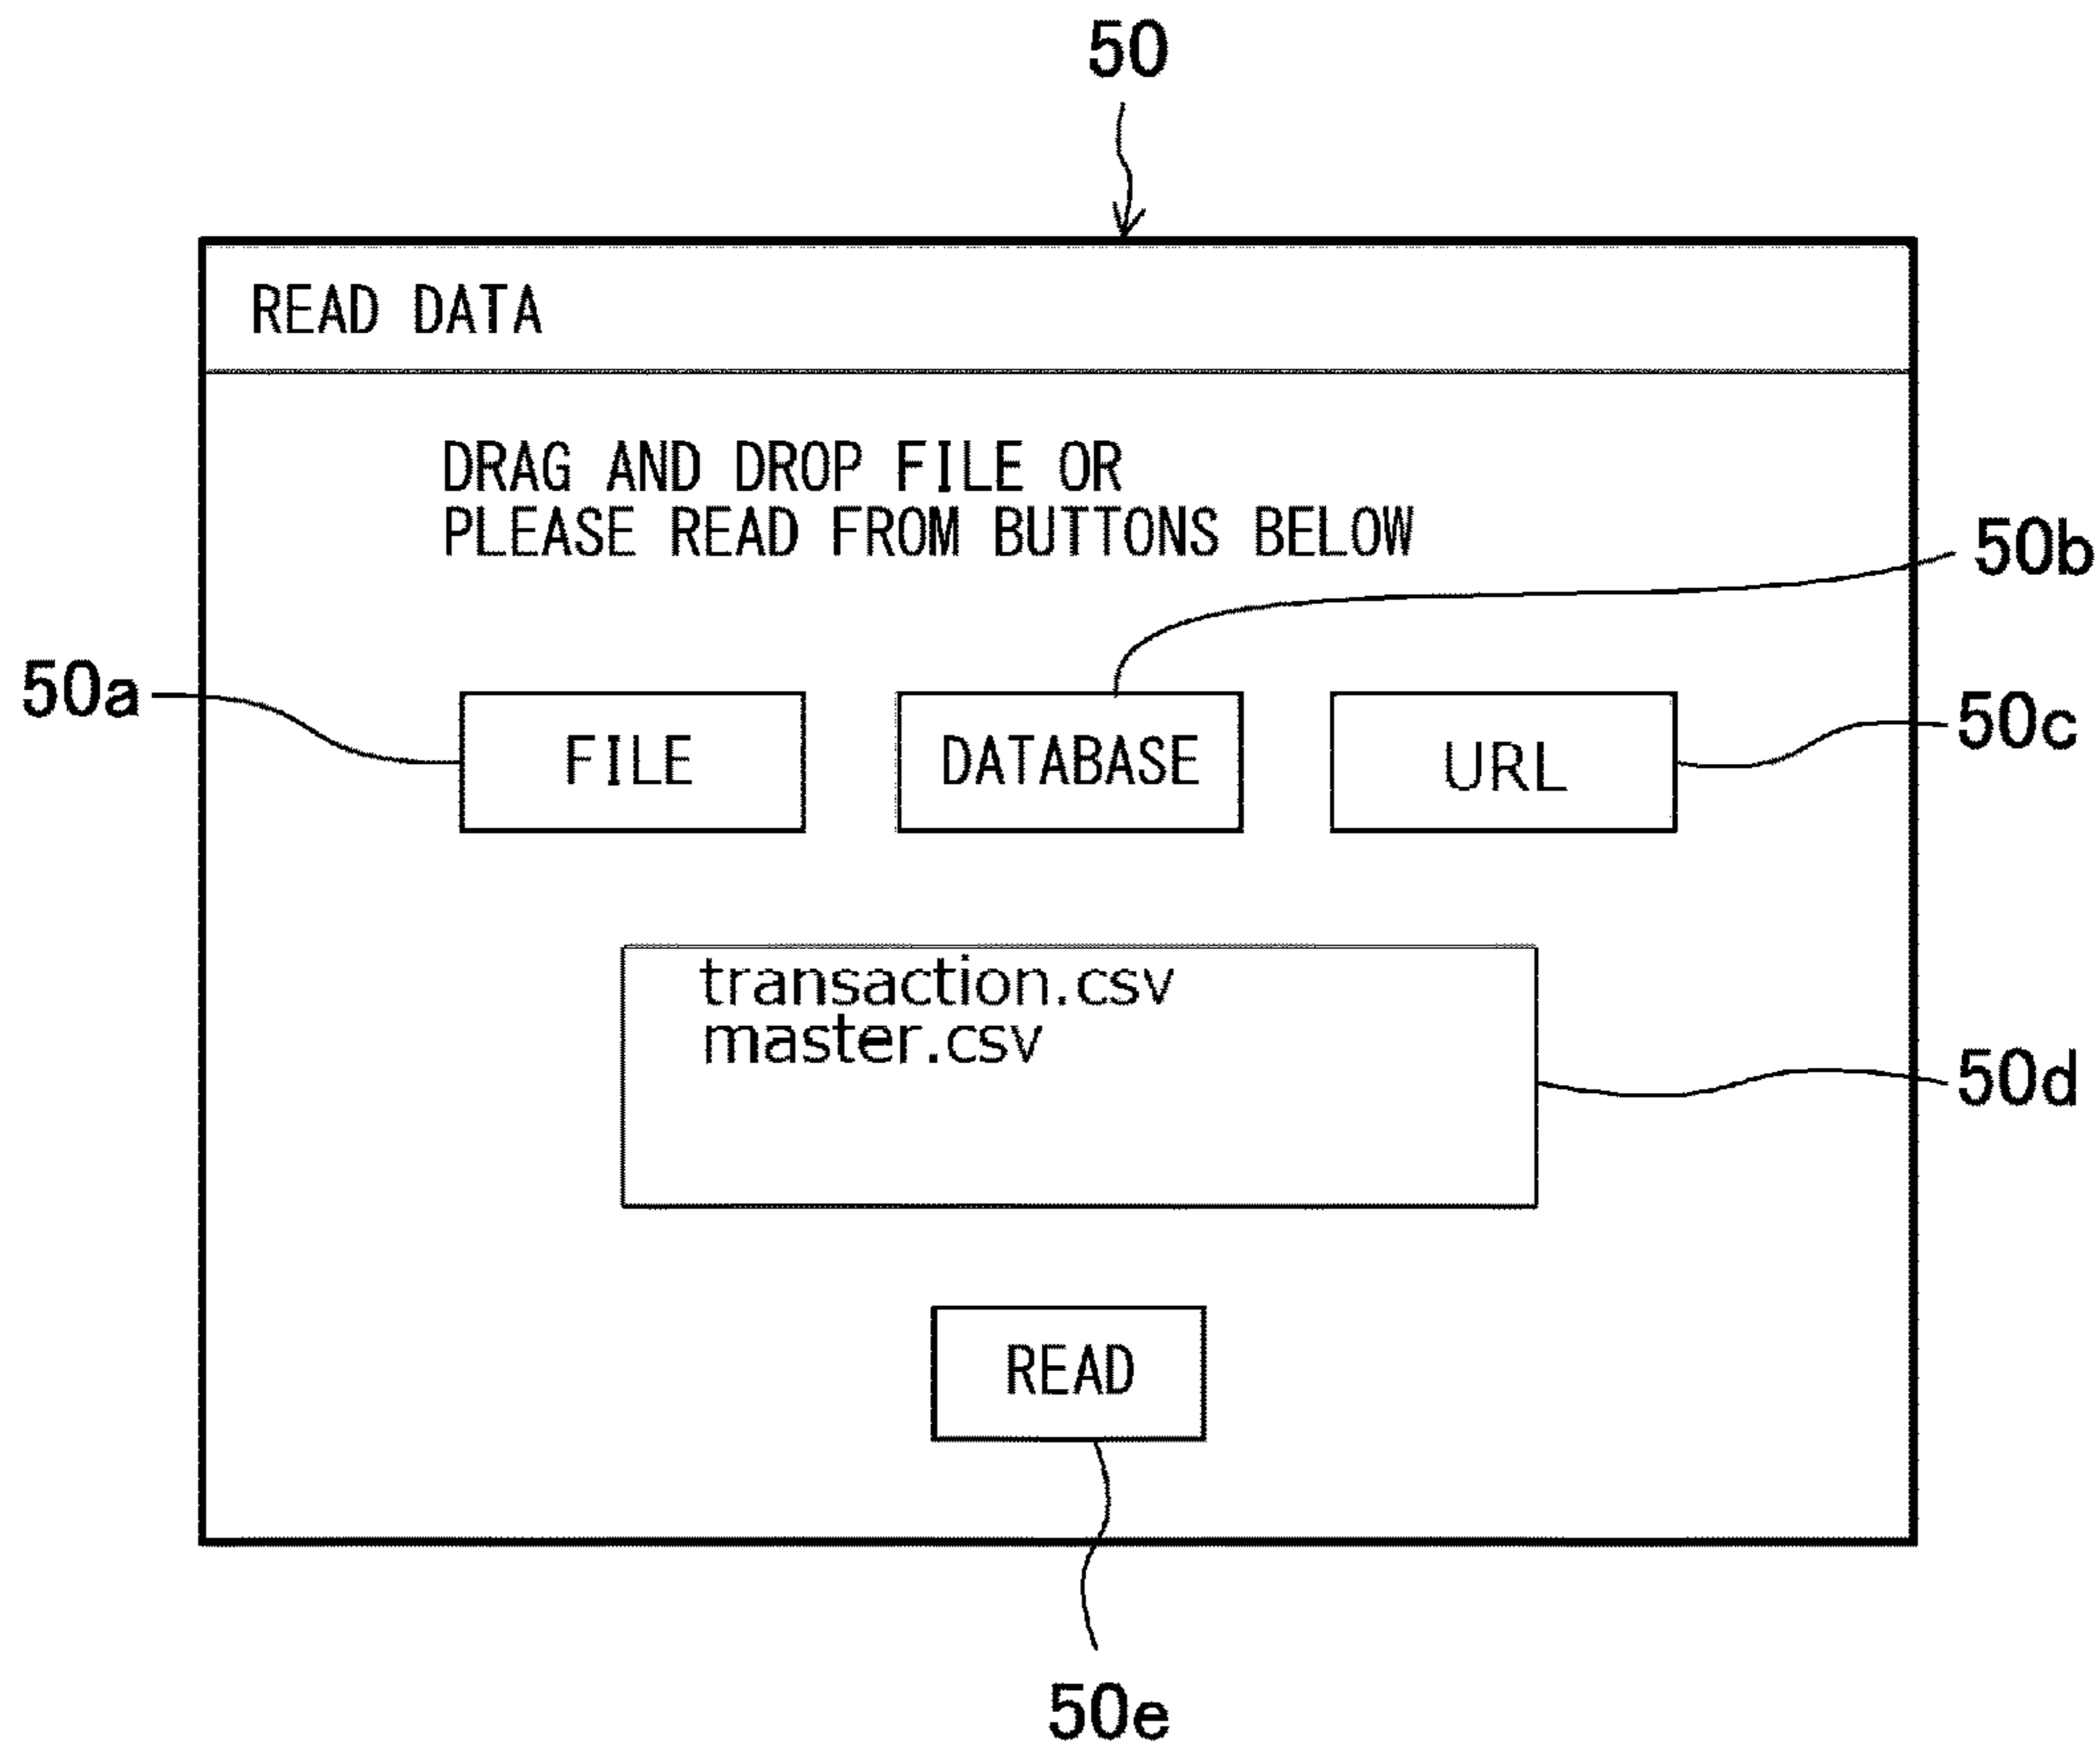 50
READ DATA
DRAG AND DROP FILE OR
PLEASE READ FROM BUTTONS BELOW
50b
50a
50c
FILE
DATABASE
URL
transaction.csv
master.csv
50d
READ
50e